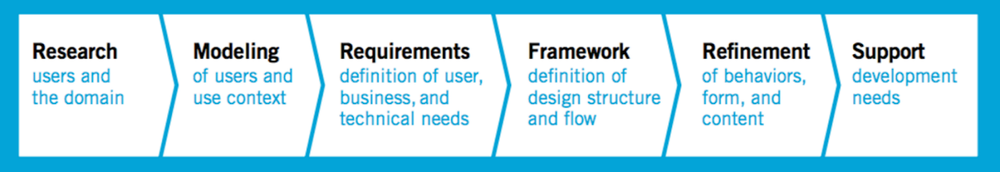 Research
users and
the domain
Modeling
of users and
use context
Requirements
definition of user,
business, and
technical needs
Framework
definition of
design structure
and flow
Refinement
of behaviors,
form, and
content
Support
development
needs